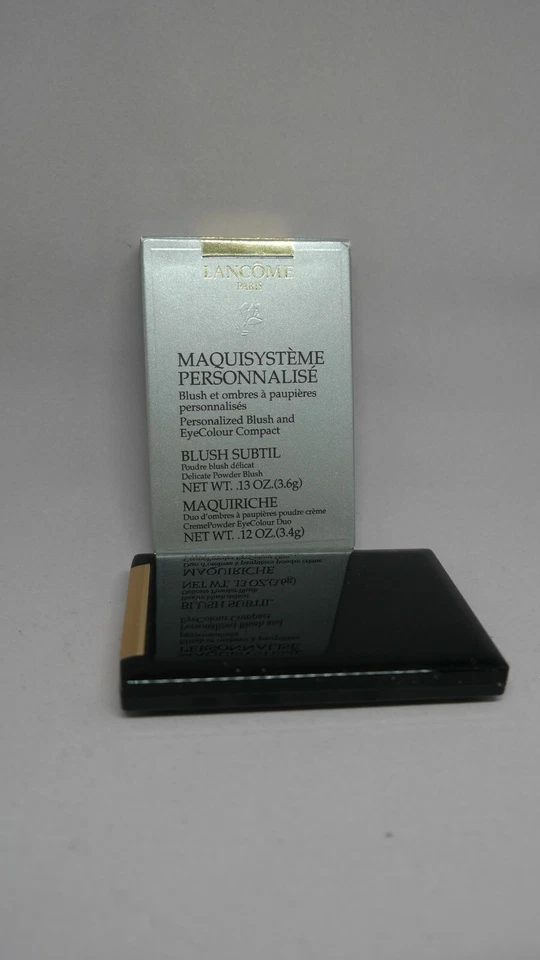 LANCÔME
PARIS
MAQUISYSTÈME
PERSONNALISÉ
Blush et ombres à paupières
personnalisés
Personalized Blush and
EyeColour Compact
BLUSH SUBTIL
Poudre blush délicat
Delicate Powder Blush
NET WT. .13 OZ.(3.6g)
MAQUIRICHE
Duo d'ombres à paupières poudre crème
CremePowder EyeColour Duo
NET WT. .12 OZ.(3.4g)